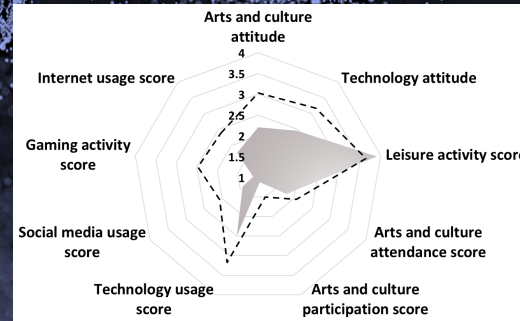 Arts and culture
attitude
4
3.5
3
2.5
2
1.5
1
Technology attitude
Leisure activity score
Arts and culture
attendance score
Arts and culture
participation score
Technology usage
score
Social media usage
score
Gaming activity
score
Internet usage score